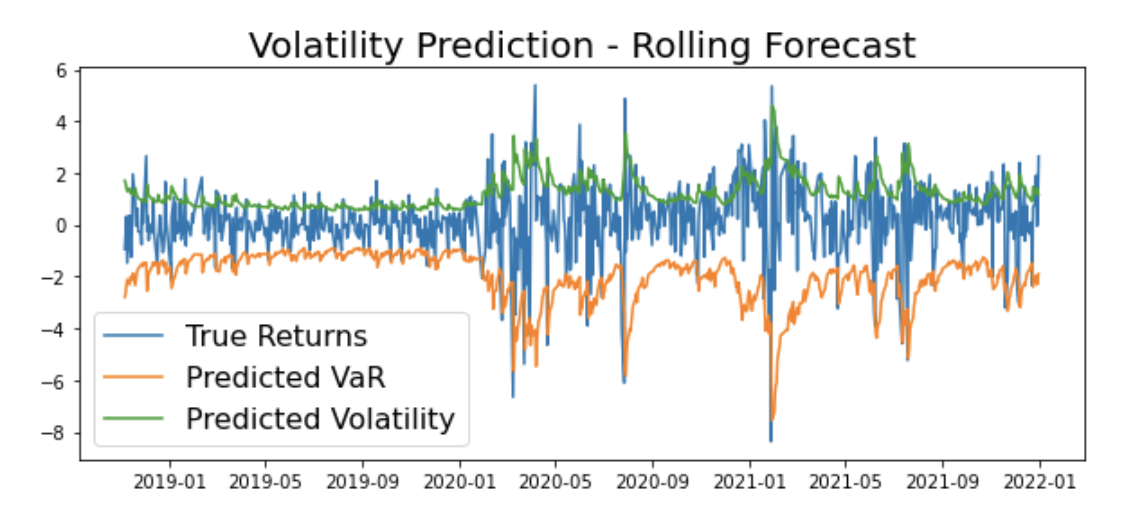 Volatility Prediction - Rolling Forecast
6
4
2
0
−2
−4
−6
−8
True Returns
Predicted VaR
Predicted Volatility
2019-01 2019-05 2019-09 2020-01 2020-05 2020-09 2021-01 2021-05 2021-09 2022-01